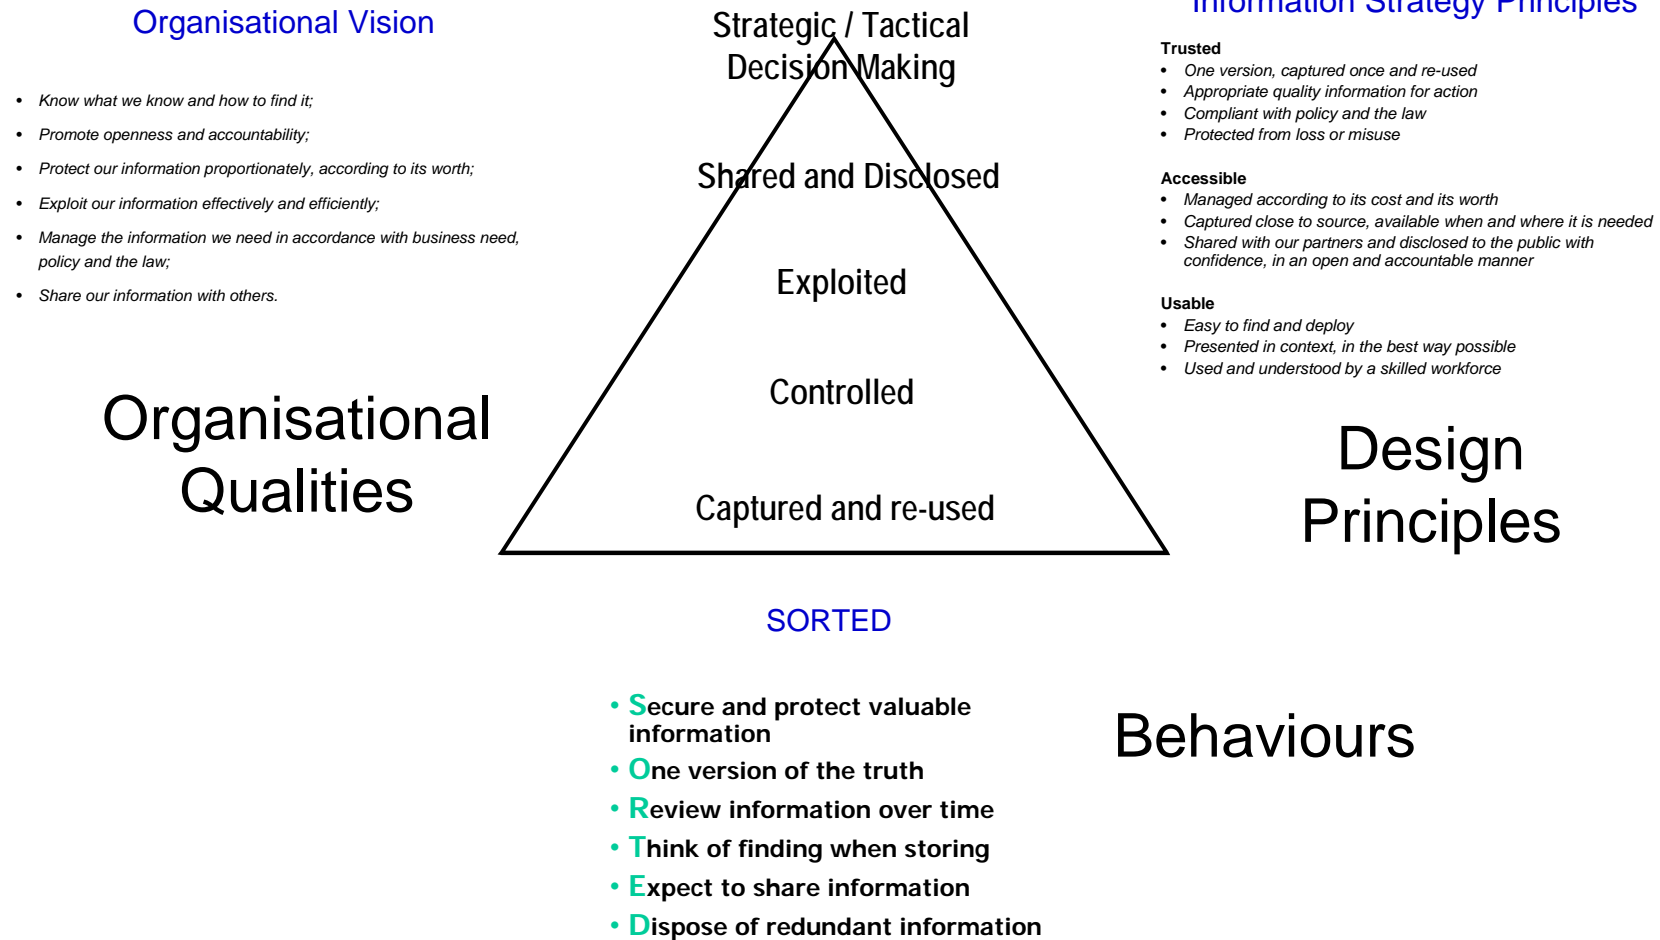 Organisational Vision
• Know what we know and how to find it;
• Promote openness and accountability;
• Protect our information proportionately, according to its worth;
• Exploit our information effectively and efficiently;
• Manage the information we need in accordance with business need,
policy and the law;
• Share our information with others.
Organisational
Qualities
Strategic / Tactical
Decision Making
Shared and Disclosed
Exploited
Controlled
Captured and re-used
Information Strategy Principles
Trusted
• One version, captured once and re-used
• Appropriate quality information for action
• Compliant with policy and the law
• Protected from loss or misuse
Accessible
• Managed according to its cost and its worth
• Captured close to source, available when and where it is needed
• Shared with our partners and disclosed to the public with
confidence, in an open and accountable manner
Usable
• Easy to find and deploy
• Presented in context, in the best way possible
• Used and understood by a skilled workforce
Design
Principles
SORTED
• Secure and protect valuable
information
• One version of the truth
• Review information over time
• Think of finding when storing
• Expect to share information
• Dispose of redundant information
Behaviours